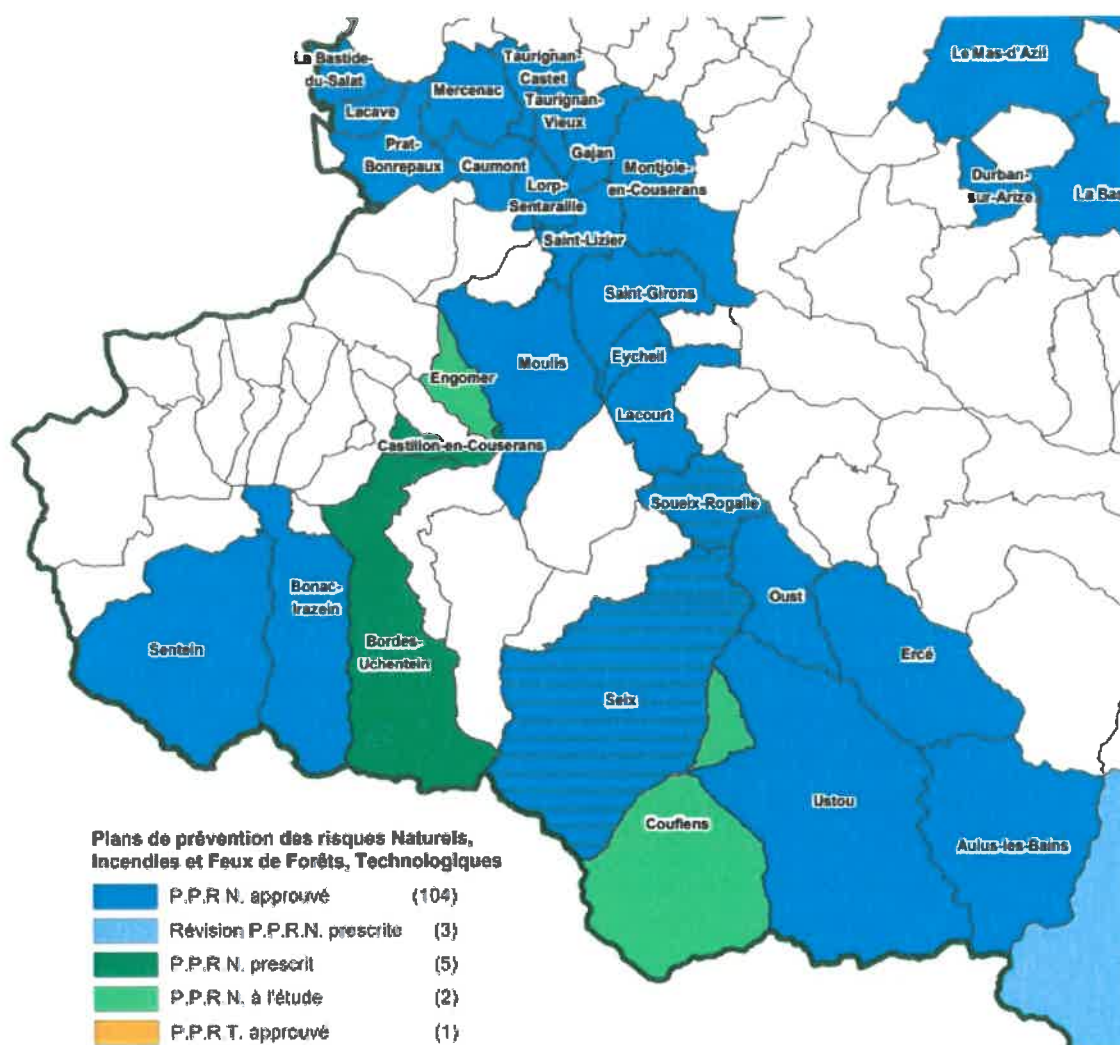 La Bastide-
du-Salat
Lacave
Mercenac
Taurignan-
Castet
Taurignan-
Vieux
Prat-
Bonrepaux
Caumont
Gajan
Montjoie-
en-Couserans
Lorp-
Sentaraille
Saint-Lizier
Le Mas-d'Azil
Durban-
sur-Arize
La Bas
Saint-Girons
Moulis
Eycheil
Engomer
Lacourt
Castillon-en-Couserans
Soueix-Rogalle
Bonac-
Irazein
Oust
Sentein
Bordes-
Uchentein
Ercé
Seix
Ustou
Couflens
Aulus-les-Bains
Plans de prévention des risques Naturels,
Incendies et Feux de Forêts, Technologiques
P.P.R N. approuvé (104)
Révision P.P.R.N. prescrite (3)
P.P.R N. prescrit (5)
P.P.R N. à l'étude (2)
P.P.R T. approuvé (1)